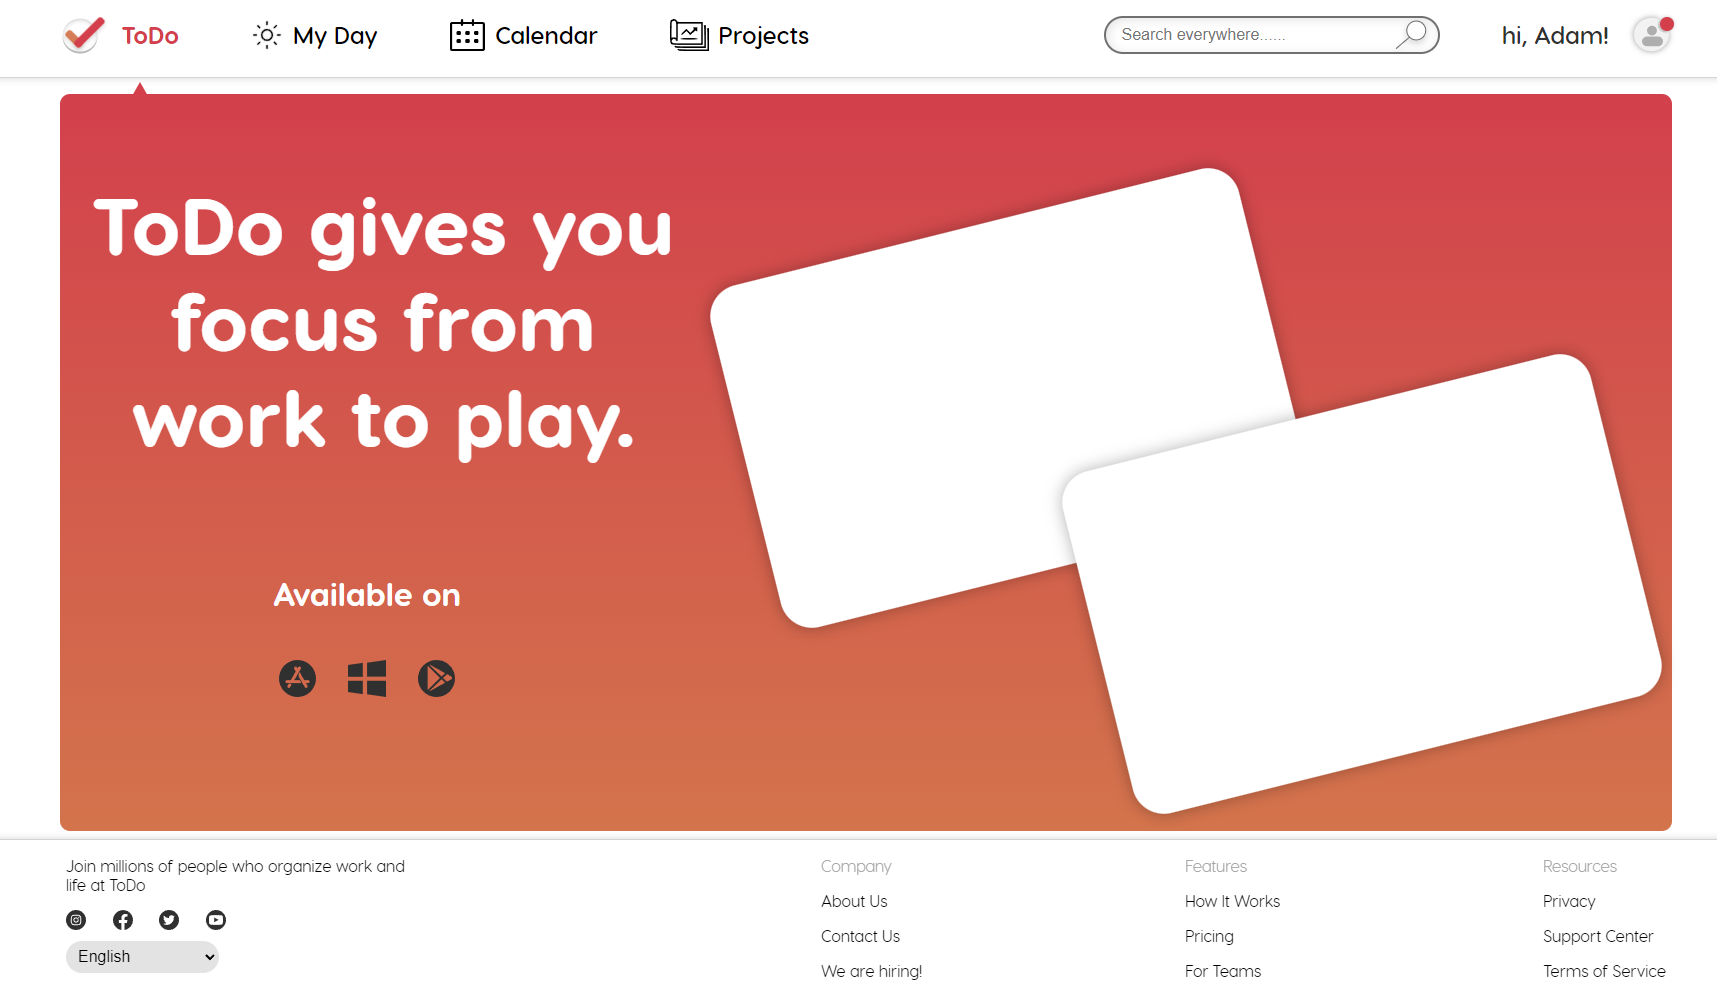 ToDo
My Day
Calendar
Projects
Search everywhere......
hi, Adam!
ToDo gives you
focus from
work to play.
Available on
Join millions of people who organize work and
life at ToDo
English
Company
About Us
Contact Us
We are hiring!
Features
How It Works
Pricing
For Teams
Resources
Privacy
Support Center
Terms of Service